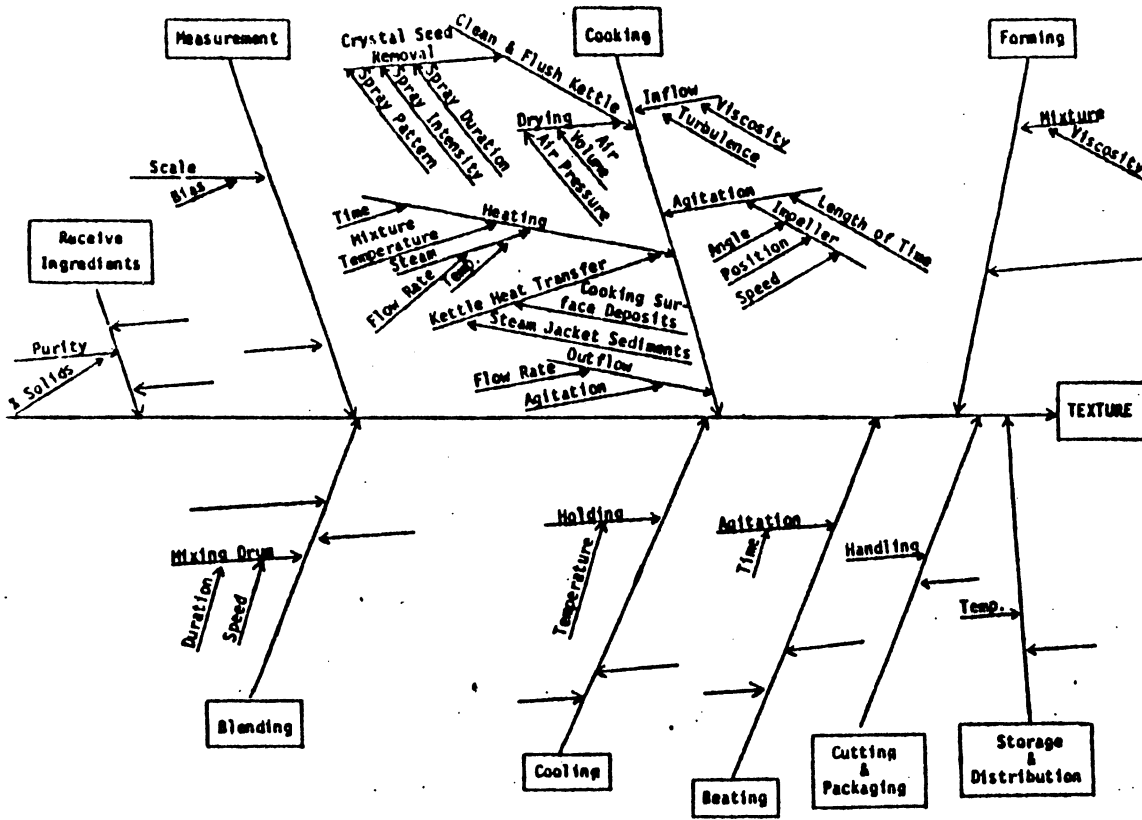 Measurement
Cooking
Forming
Crystal Seed
Removal
Spray Pattern
Spray Intensity
Spray Duration
Clean & Flush Kettle
Drying
Air
Volume
Air Pressure
Inflow
Viscosity
Turbulence
Mixture
Viscosity
Scale
Bias
Receive
Ingredients
Purity
% Solids
Heating
Time
Mixture
Temperature
Steam
Flow Rate
Temp.
Agitation
Length of Time
Impeller
Angle
Position
Speed
Kettle Heat Transfer
Cooking Sur-
face Deposits
Steam Jacket Sediments
Outflow
Flow Rate
Agitation
TEXTURE
Mixing Drum
Duration
Speed
Holding
Temperature
Agitation
Time
Handling
Temp.
Blending
Cooling
Beating
Cutting
&
Packaging
Storage
&
Distribution